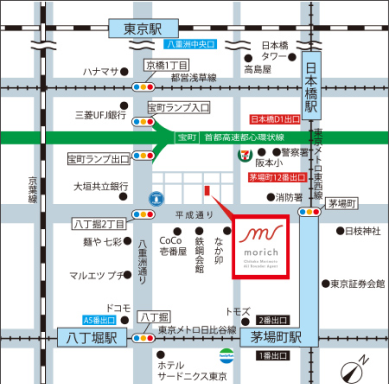 東京駅
八重洲中央口
京橋1丁目
日本橋
タワー
高島屋
ハナマサ
都営浅草線
日本橋駅
三菱UFJ銀行
宝町ランプ入口
日本橋D1出口
宝町 首都高速都心環状線
警察署
阪本小
宝町ランプ出口
茅場町12番出口
東京メトロ東西線
京葉線
大垣共立銀行
消防署
茅場町
平成通り
八丁堀2丁目
麺や 七彩
八重洲通り
CoCo
壱番屋
鉄鋼会館
なか卯
morich
日枝神社
マルエツ プチ
東京証券会館
ドコモ
A5番出口
八丁堀
トモズ
2番出口
東京メトロ日比谷線
八丁堀駅
茅場町駅
1番出口
ホテル
サードニクス東京
FamilyMart